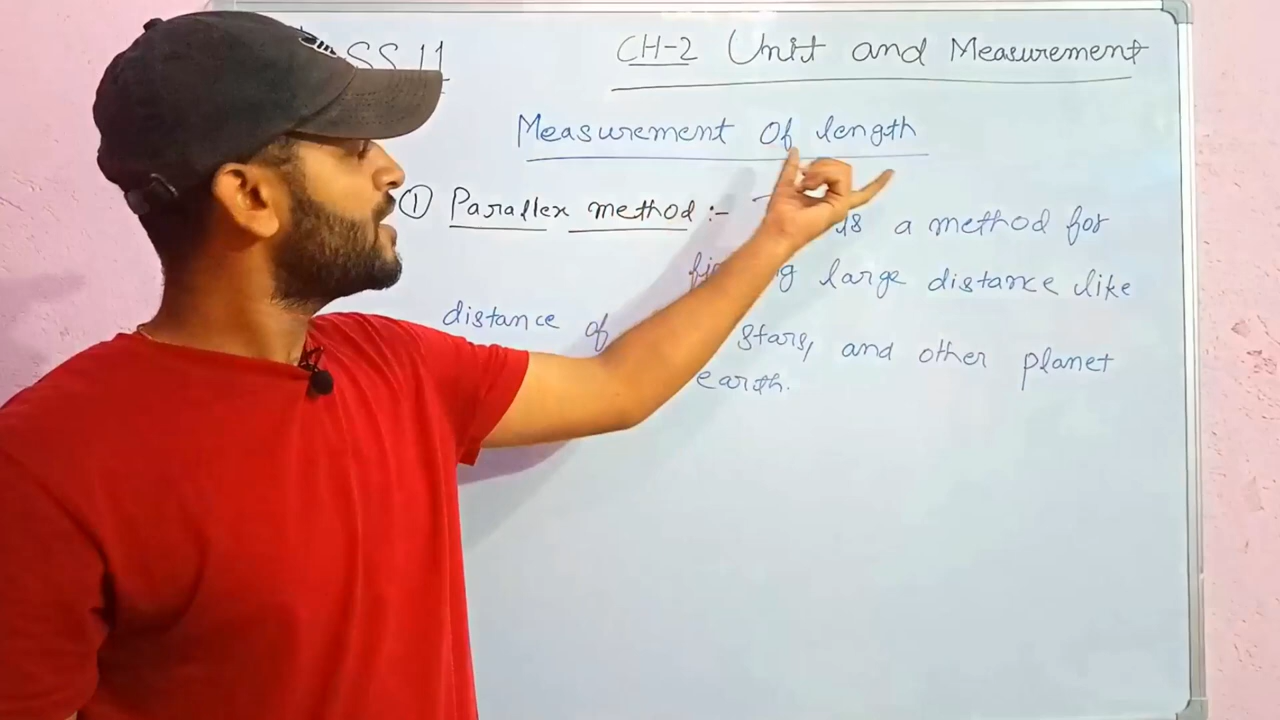 SS 11
CH-2 Unit and Measurement
Measurement Of length
① Parallex method :- is a method for
large distance like
distance of stars, and other planet
earth.